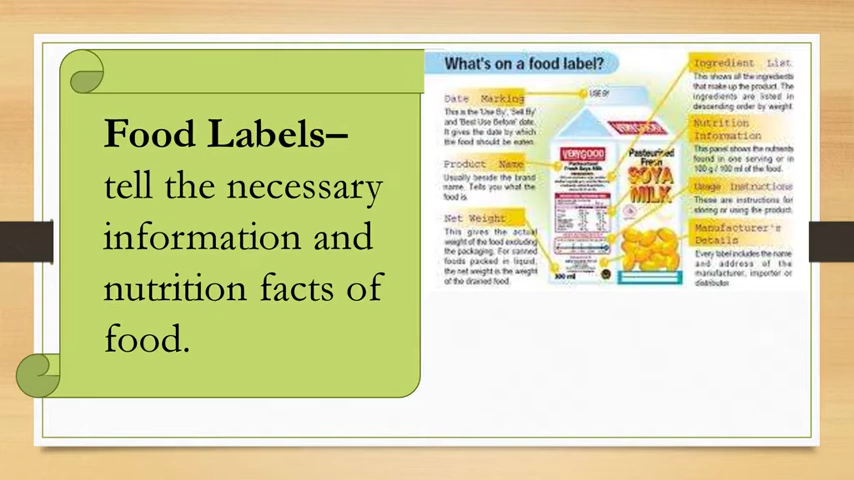 Food Labels–
tell the necessary
information and
nutrition facts of
food.
What's on a food label?
Date Marking
This is the 'Use By', 'Sell By'
and 'Best Use Before' date.
It gives the date by which
the food should be eaten.
Product Name
Usually beside the brand
name. Tells you what the
food is.
Net Weight
This gives the actual
weight of the food excluding
the packaging. For canned
foods packed in liquid,
the net weight is the weight
of the drained food.
USE BY
VERYGOOD
Pasteurised
Fresh Soya Milk
Pasteurised
Fresh
SOYA
MILK
300 ml
Ingredient List
This shows all the ingredients
that make up the product. The
ingredients are listed in
descending order by weight.
Nutrition
Information
This panel shows the nutrients
found in one serving or in
100 g / 100 ml of the food.
Usage Instructions
These are instructions for
storing or using the product.
Manufacturer's
Details
Every label includes the name
and address of the
manufacturer, importer or
distributor.